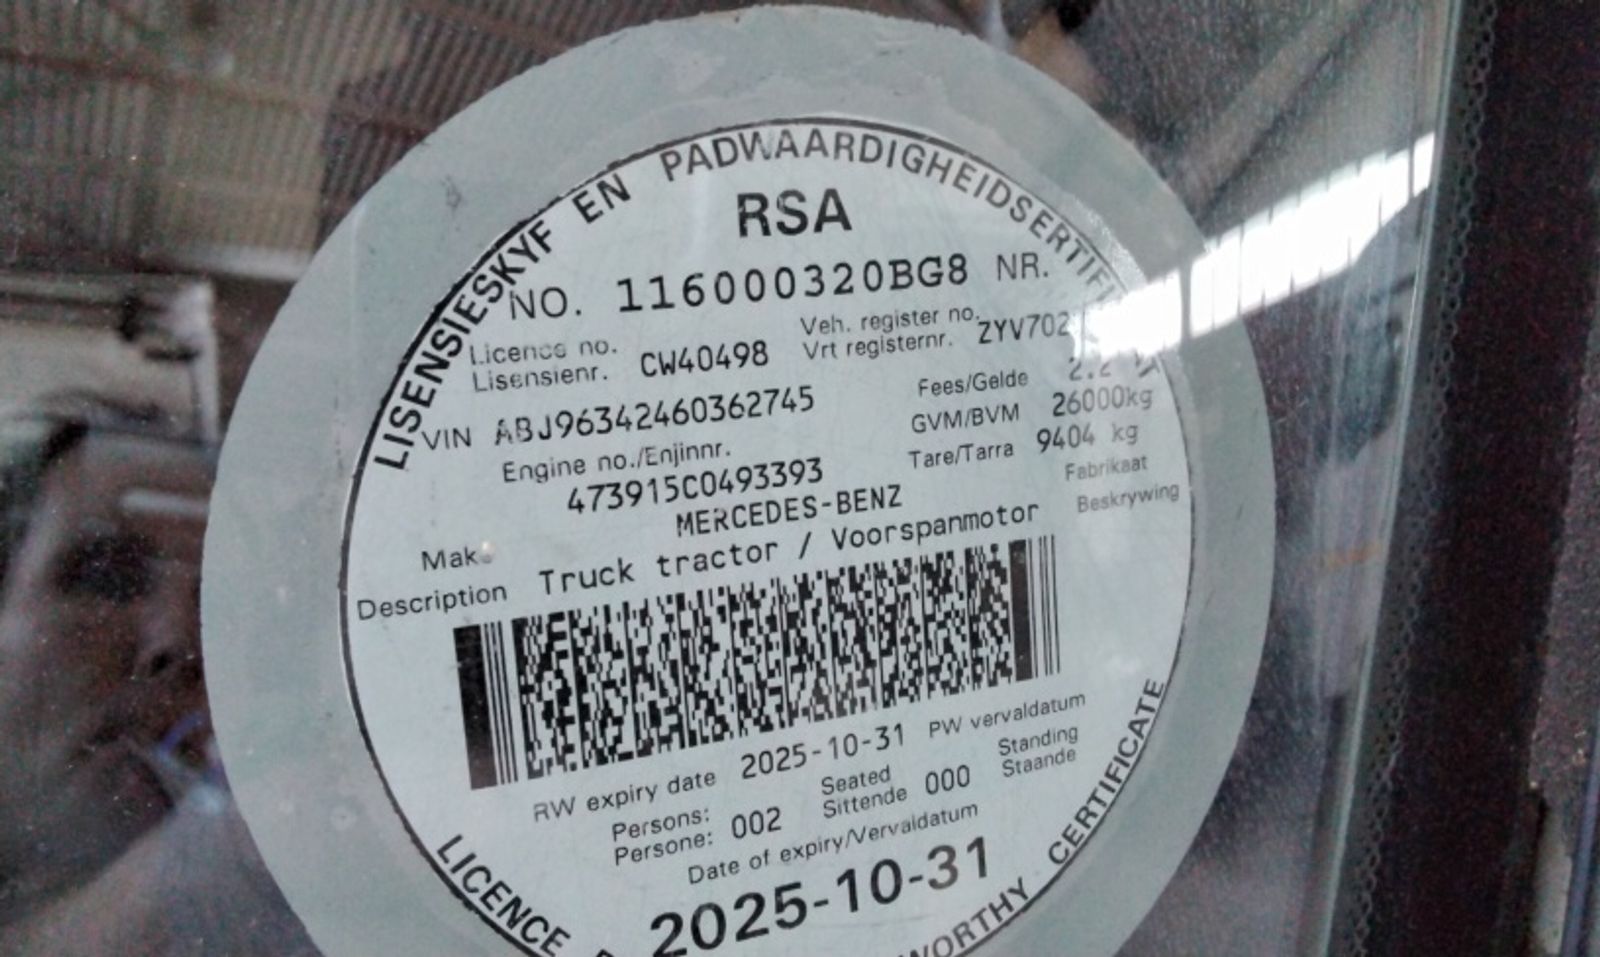 LISENSIESKYF EN PADWAARDIGHEIDSERTIFI
RSA
NO. 116000320BG8 NR.
Licence no.
Lisensienr. CW40498
Veh. register no.
Vrt registernr. ZYV702
VIN ABJ96342460362745
Fees/Gelde
Engine no./Enjinnr.
GVM/BVM 26000kg
473915C0493393
Tare/Tarra 9404 kg
MERCEDES-BENZ
Fabrikaat
Mak
Description Truck tractor / Voorspanmotor Beskrywing
RW expiry date 2025-10-31 PW vervaldatum
Persons:
Persone: 002
Seated
Sittende 000
Standing
Staande
Date of expiry/Vervaldatum
2025-10-31
LICENCE
WORTHY CERTIFICATE